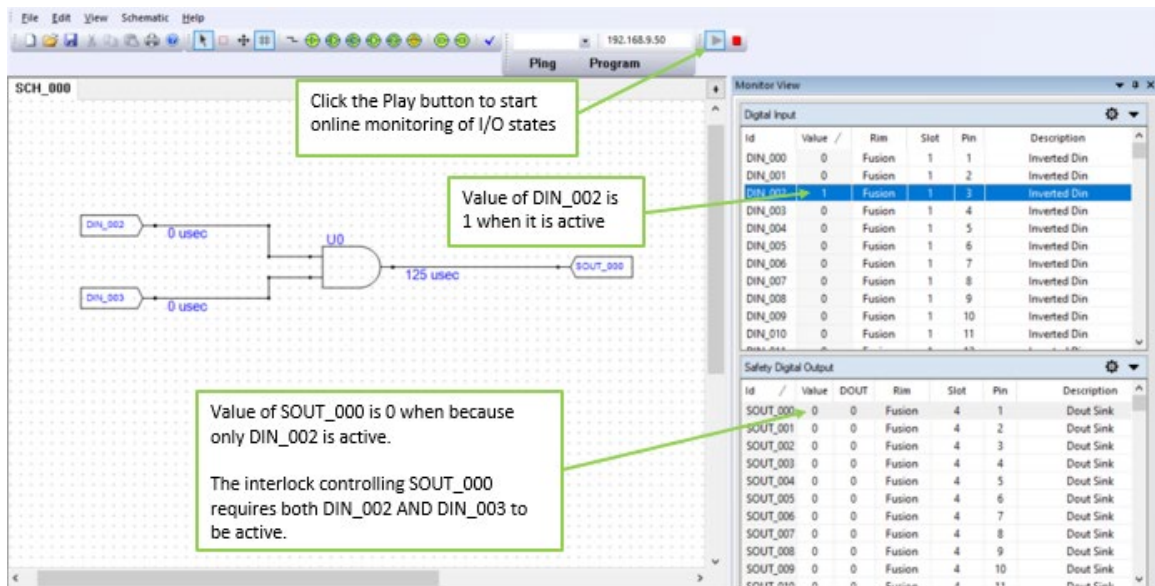 File Edit View Schematic Help
192.168.9.50
Ping Program
SCH_000
Click the Play button to start
online monitoring of I/O states
Value of DIN_002 is
1 when it is active
DIN_002
0 usec
U0
125 usec
SOUT_000
DIN_003
0 usec
Value of SOUT_000 is 0 when because
only DIN_002 is active.
The interlock controlling SOUT_000
requires both DIN_002 AND DIN_003 to
be active.
Monitor View
Digital Input
Id Value / Rim Slot Pin Description
DIN_000 0 Fusion 1 1 Inverted Din
DIN_001 0 Fusion 1 2 Inverted Din
DIN_002 1 Fusion 1 3 Inverted Din
DIN_003 0 Fusion 1 4 Inverted Din
DIN_004 0 Fusion 1 5 Inverted Din
DIN_005 0 Fusion 1 6 Inverted Din
DIN_006 0 Fusion 1 7 Inverted Din
DIN_007 0 Fusion 1 8 Inverted Din
DIN_008 0 Fusion 1 9 Inverted Din
DIN_009 0 Fusion 1 10 Inverted Din
DIN_010 0 Fusion 1 11 Inverted Din
Safety Digital Output
Id / Value DOUT Rim Slot Pin Description
SOUT_000 0 0 Fusion 4 1 Dout Sink
SOUT_001 0 0 Fusion 4 2 Dout Sink
SOUT_002 0 0 Fusion 4 3 Dout Sink
SOUT_003 0 0 Fusion 4 4 Dout Sink
SOUT_004 0 0 Fusion 4 5 Dout Sink
SOUT_005 0 0 Fusion 4 6 Dout Sink
SOUT_006 0 0 Fusion 4 7 Dout Sink
SOUT_007 0 0 Fusion 4 8 Dout Sink
SOUT_008 0 0 Fusion 4 9 Dout Sink
SOUT_009 0 0 Fusion 4 10 Dout Sink